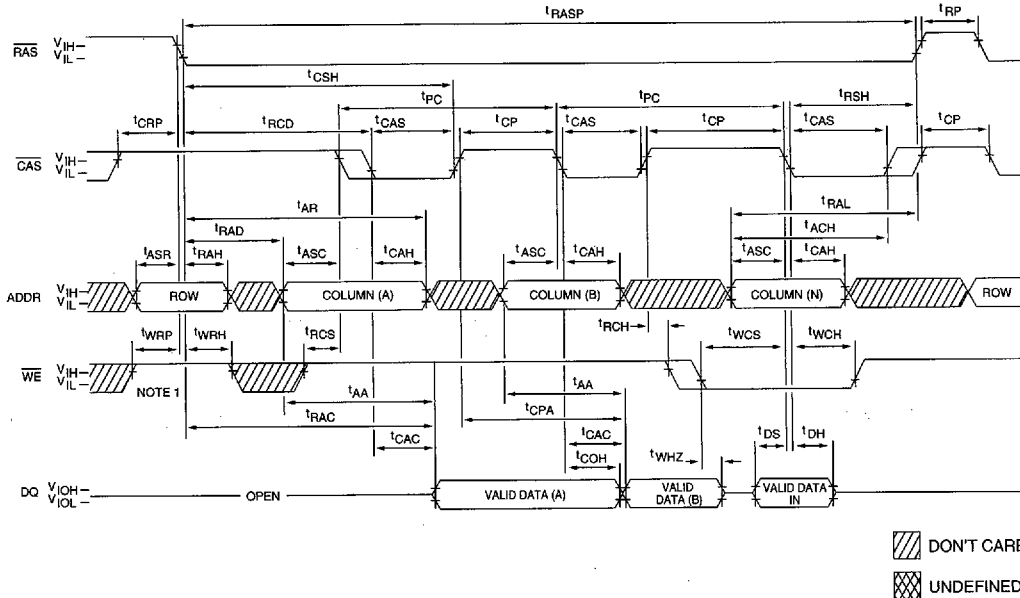 tRASP
tRP
RAS
VIH
VIL
tCSH
tPC
tPC
tRSH
tCRP
tRCD
tCAS
tCP
tCAS
tCP
tCAS
tCP
CAS
VIH
VIL
tAR
tRAL
tRAD
tACH
tASR
tRAH
tASC
tCAH
tASC
tCAH
tASC
tCAH
ADDR
VIH
VIL
ROW
COLUMN (A)
COLUMN (B)
COLUMN (N)
ROW
tRCH
tWRP
tWRH
tRCS
tWCS
tWCH
WE
VIH
VIL
NOTE 1
tAA
tAA
tRAC
tCPA
tCAC
tCAC
tDS
tDH
tCOH
tWHZ
DQ
VIOH
VIOL
OPEN
VALID DATA (A)
VALID
DATA (B)
VALID DATA
IN
DON'T CARE
UNDEFINED